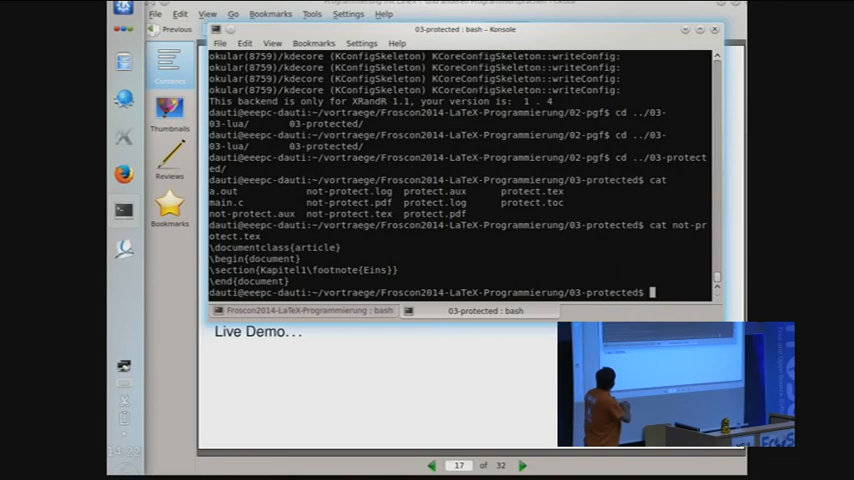 Programming mit LaTeX - und anderen Programmiersprachen - Okular
File Edit View Go Bookmarks Tools Settings Help
Previous
Contents
Thumbnails
Reviews
Bookmarks
03-protected : bash - Konsole
File Edit View Bookmarks Settings Help
okular(8759)/kdecore (KConfigSkeleton) KCoreConfigSkeleton::writeConfig:
okular(8759)/kdecore (KConfigSkeleton) KCoreConfigSkeleton::writeConfig:
okular(8759)/kdecore (KConfigSkeleton) KCoreConfigSkeleton::writeConfig:
okular(8759)/kdecore (KConfigSkeleton) KCoreConfigSkeleton::writeConfig:
This backend is only for XRandR 1.1, your version is: 1 . 4
dauti@eeepc-dauti:~/vortraege/Froscon2014-LaTeX-Programmierung/02-pgf$ cd ../03-
03-lua/ 03-protected/
dauti@eeepc-dauti:~/vortraege/Froscon2014-LaTeX-Programmierung/02-pgf$ cd ../03-
03-lua/ 03-protected/
dauti@eeepc-dauti:~/vortraege/Froscon2014-LaTeX-Programmierung/02-pgf$ cd ../03-protect
ed/
dauti@eeepc-dauti:~/vortraege/Froscon2014-LaTeX-Programmierung/03-protected$ cat
a.out not-protect.log protect.aux protect.tex
main.c not-protect.pdf protect.log protect.toc
not-protect.aux not-protect.tex protect.pdf
dauti@eeepc-dauti:~/vortraege/Froscon2014-LaTeX-Programmierung/03-protected$ cat not-pr
otect.tex
\documentclass{article}
\begin{document}
\section{Kapitel1\footnote{Eins}}
\end{document}
dauti@eeepc-dauti:~/vortraege/Froscon2014-LaTeX-Programmierung/03-protected$
Froscon2014-LaTeX-Programmierung : bash 03-protected : bash
Live Demo...
14:22
17 of 32